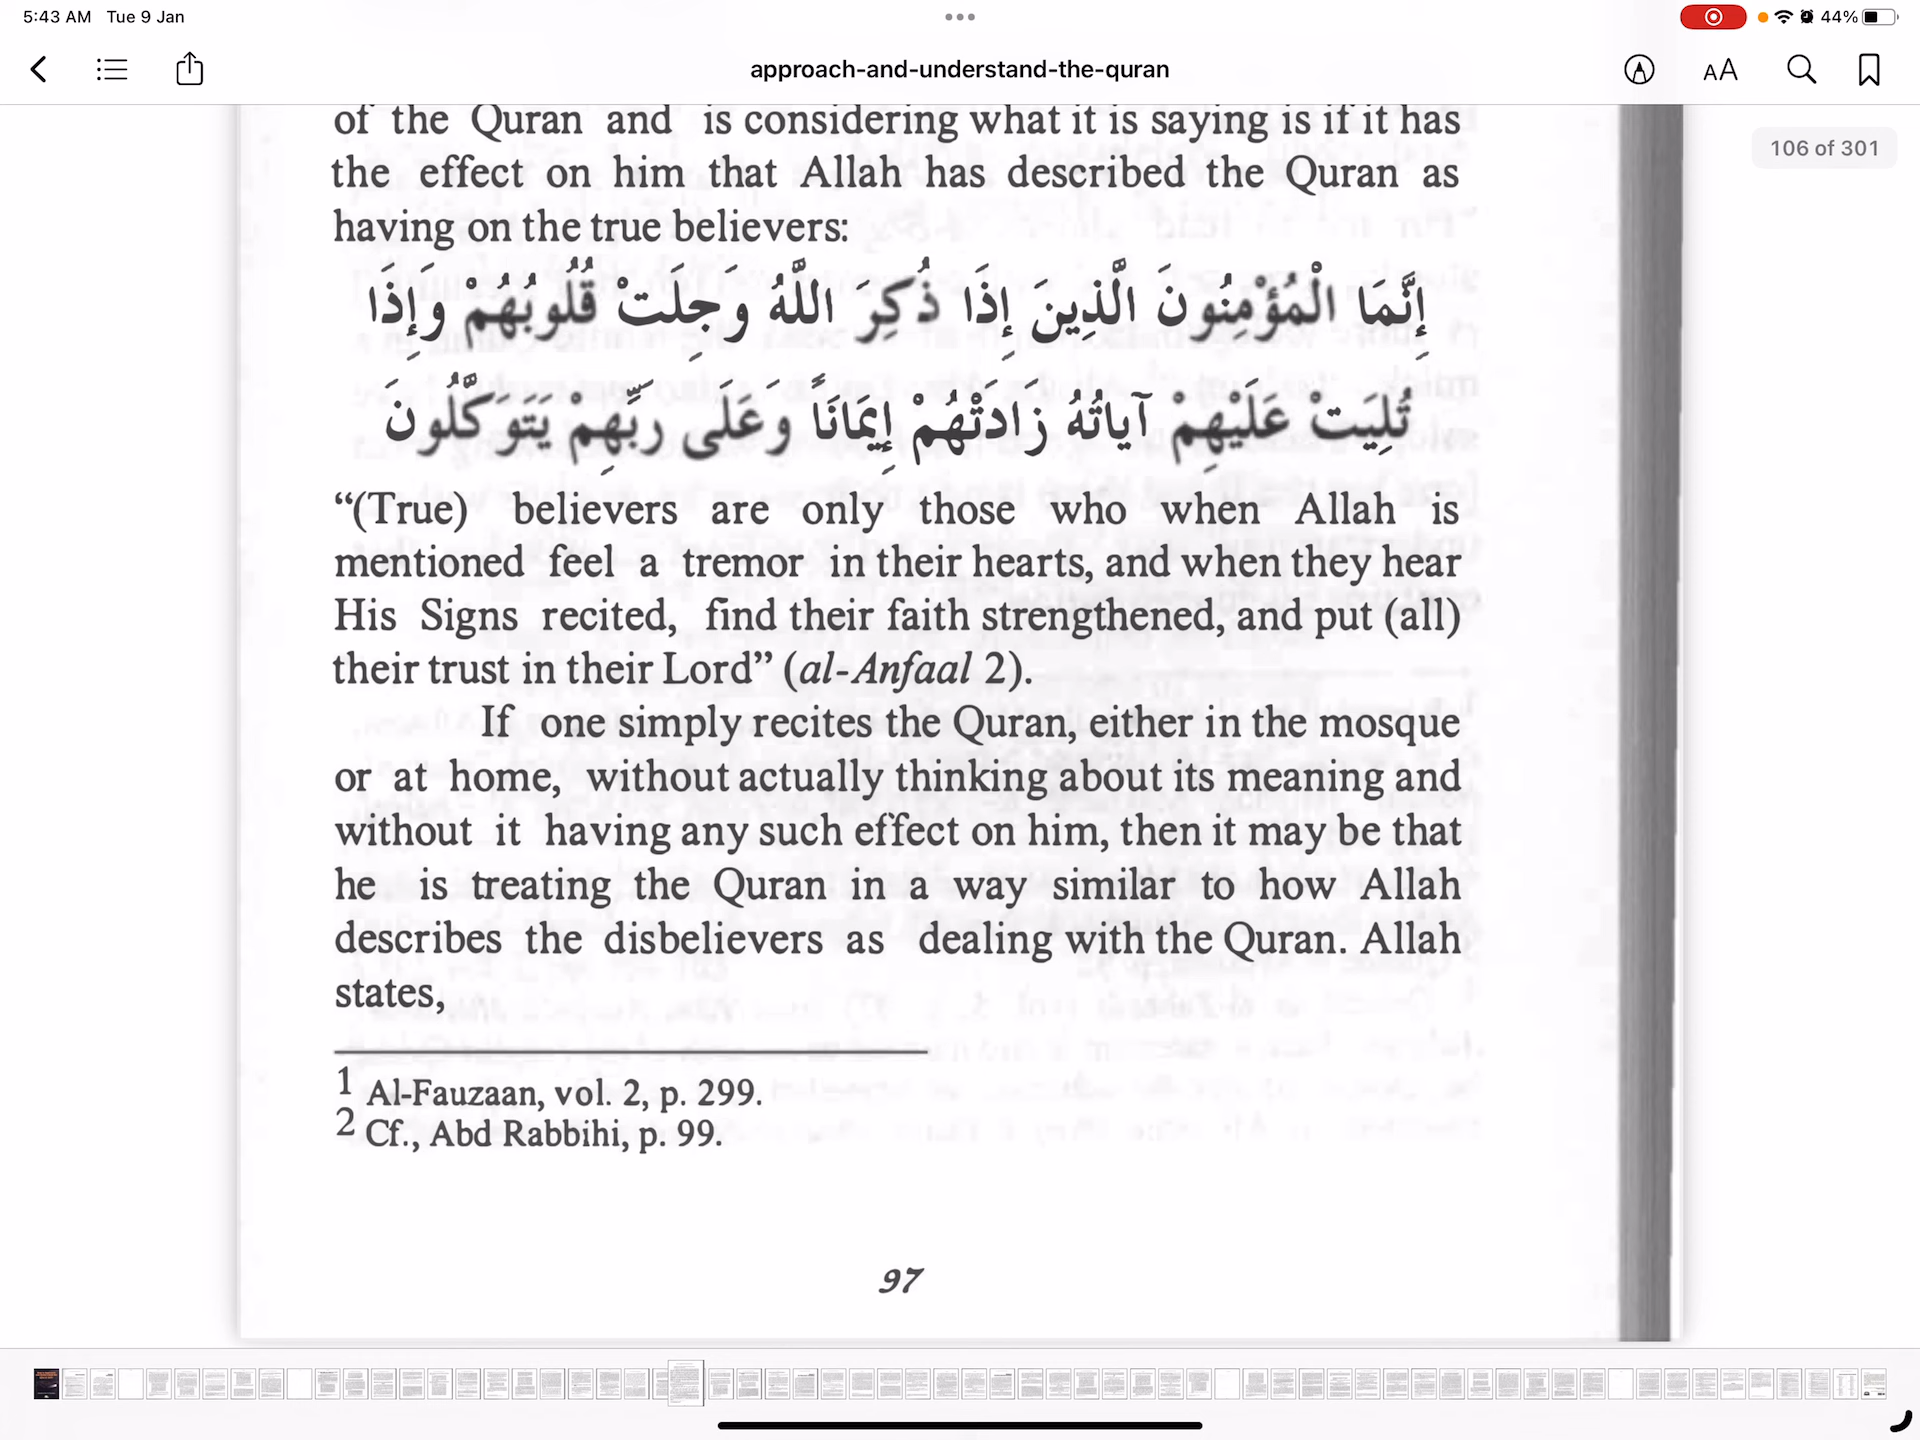 5:43 AM Tue 9 Jan
44%
approach-and-understand-the-quran
AA
106 of 301
of the Quran and is considering what it is saying is if it has
the effect on him that Allah has described the Quran as
having on the true believers:
إِنَّمَا الْمُؤْمِنُونَ الَّذِينَ إِذَا ذُكِرَ اللَّهُ وَجِلَتْ قُلُوبُهُمْ وَإِذَا
تُلِيَتْ عَلَيْهِمْ آيَاتُهُ زَادَتْهُمْ إِيمَانًا وَعَلَى رَبِّهِمْ يَتَوَكَّلُونَ
“(True) believers are only those who when Allah is
mentioned feel a tremor in their hearts, and when they hear
His Signs recited, find their faith strengthened, and put (all)
their trust in their Lord” (al-Anfaal 2).
If one simply recites the Quran, either in the mosque
or at home, without actually thinking about its meaning and
without it having any such effect on him, then it may be that
he is treating the Quran in a way similar to how Allah
describes the disbelievers as dealing with the Quran. Allah
states,
1 Al-Fauzaan, vol. 2, p. 299.
2 Cf., Abd Rabbihi, p. 99.
97